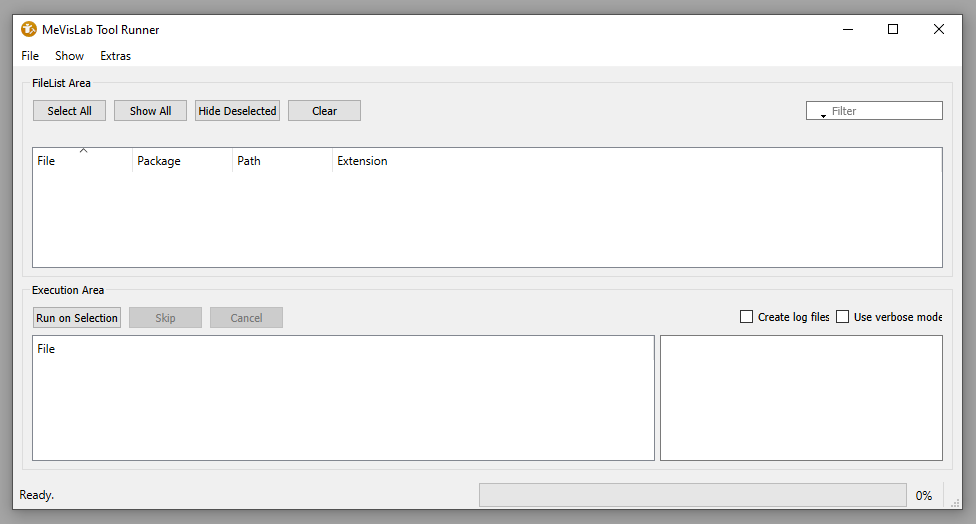 MeVisLab Tool Runner
File Show Extras
FileList Area
Select All Show All Hide Deselected Clear Filter
File Package Path Extension
Execution Area
Run on Selection Skip Cancel Create log files Use verbose mode
File
Ready. 0%